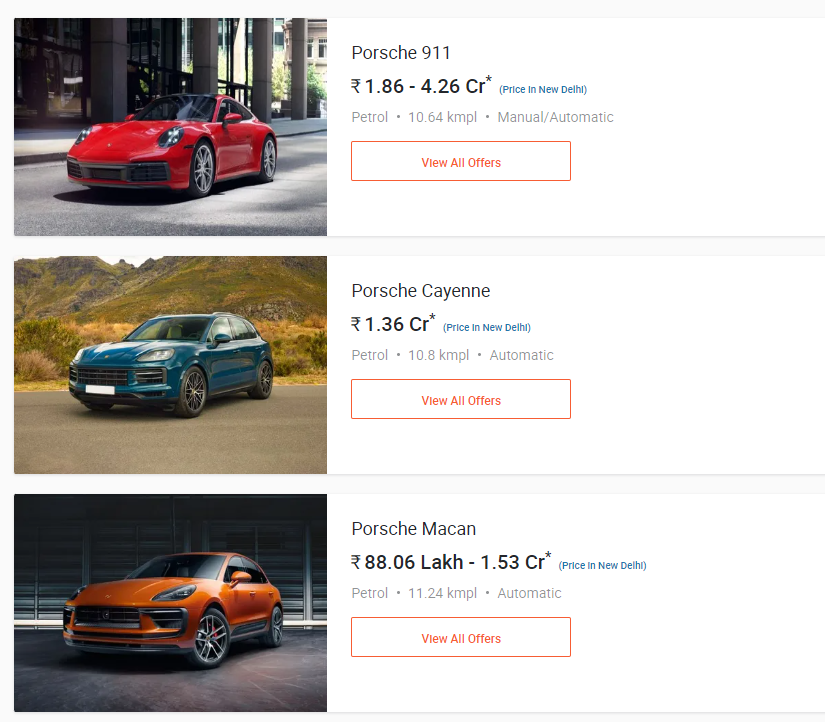 Porsche 911
₹ 1.86 - 4.26 Cr* (Price in New Delhi)
Petrol • 10.64 kmpl • Manual/Automatic
View All Offers
Porsche Cayenne
₹ 1.36 Cr* (Price in New Delhi)
Petrol • 10.8 kmpl • Automatic
View All Offers
Porsche Macan
₹ 88.06 Lakh - 1.53 Cr* (Price in New Delhi)
Petrol • 11.24 kmpl • Automatic
View All Offers